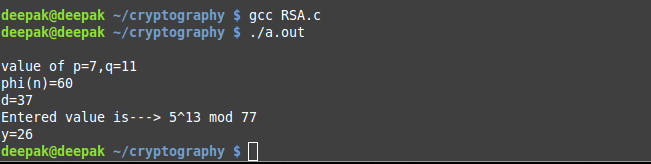 deepak@deepak ~/cryptography $ gcc RSA.c
deepak@deepak ~/cryptography $ ./a.out
value of p=7,q=11
phi(n)=60
d=37
Entered value is---> 5^13 mod 77
y=26
deepak@deepak ~/cryptography $